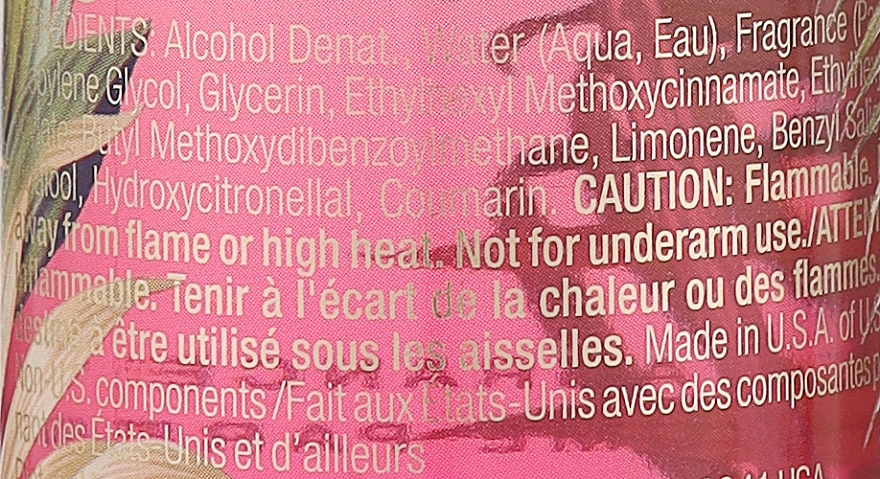 INGREDIENTS: Alcohol Denat., Water (Aqua, Eau), Fragrance
Glycol, Glycerin, Ethylhexyl Methoxycinnamate,
Butyl Methoxydibenzoylmethane, Limonene, Benzyl
Hydroxycitronellal, Coumarin. CAUTION: Flammable.
away from flame or high heat. Not for underarm use./
Tenir à l'écart de la chaleur ou des flammes.
à être utilisé sous les aisselles. Made in U.S.A. of
Non-U.S. components/Fait aux États-Unis avec des composantes
des États-Unis et d'ailleurs